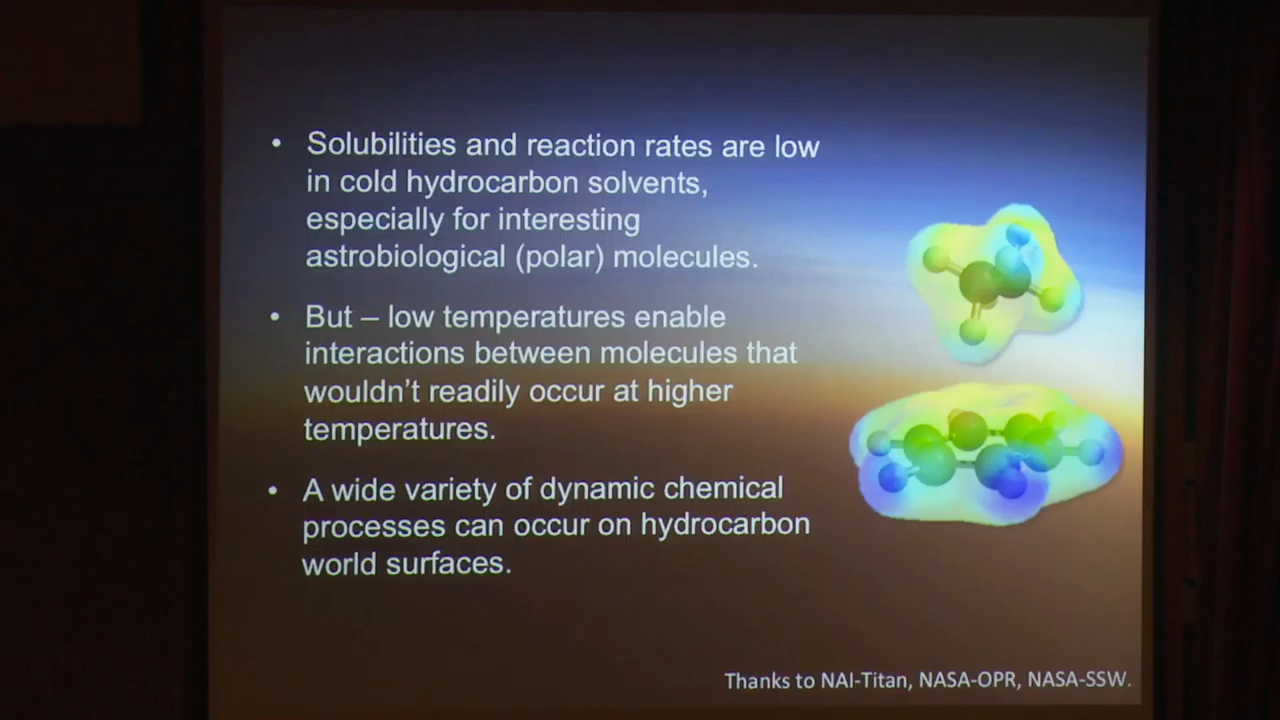 • Solubilities and reaction rates are low
in cold hydrocarbon solvents,
especially for interesting
astrobiological (polar) molecules.
• But – low temperatures enable
interactions between molecules that
wouldn’t readily occur at higher
temperatures.
• A wide variety of dynamic chemical
processes can occur on hydrocarbon
world surfaces.
Thanks to NAI-Titan, NASA-OPR, NASA-SSW.